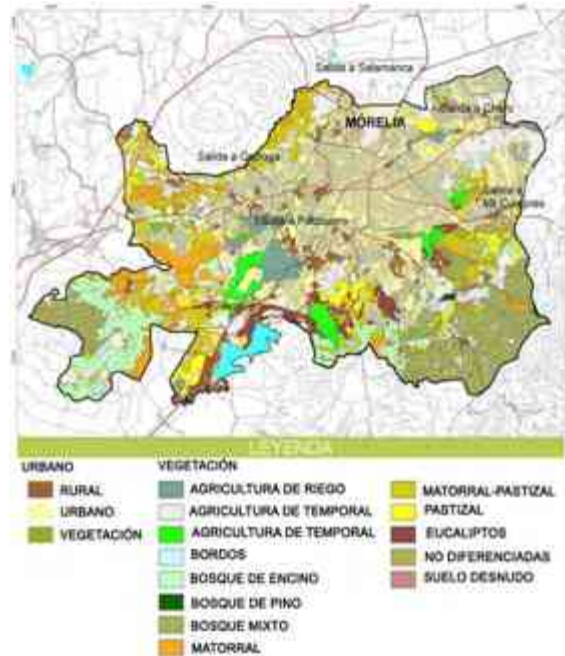 Salida a Salamanca
Salida a Charo
MORELIA
Salida a Quiroga
Salida a
Salida a Pátzcuaro
LEYENDA
URBANO
RURAL
URBANO
VEGETACIÓN
VEGETACIÓN
AGRICULTURA DE RIEGO
AGRICULTURA DE TEMPORAL
AGRICULTURA DE TEMPORAL
BORDOS
BOSQUE DE ENCINO
BOSQUE DE PINO
BOSQUE MIXTO
MATORRAL
MATORRAL-PASTIZAL
PASTIZAL
EUCALIPTOS
NO DIFERENCIADAS
SUELO DESNUDO